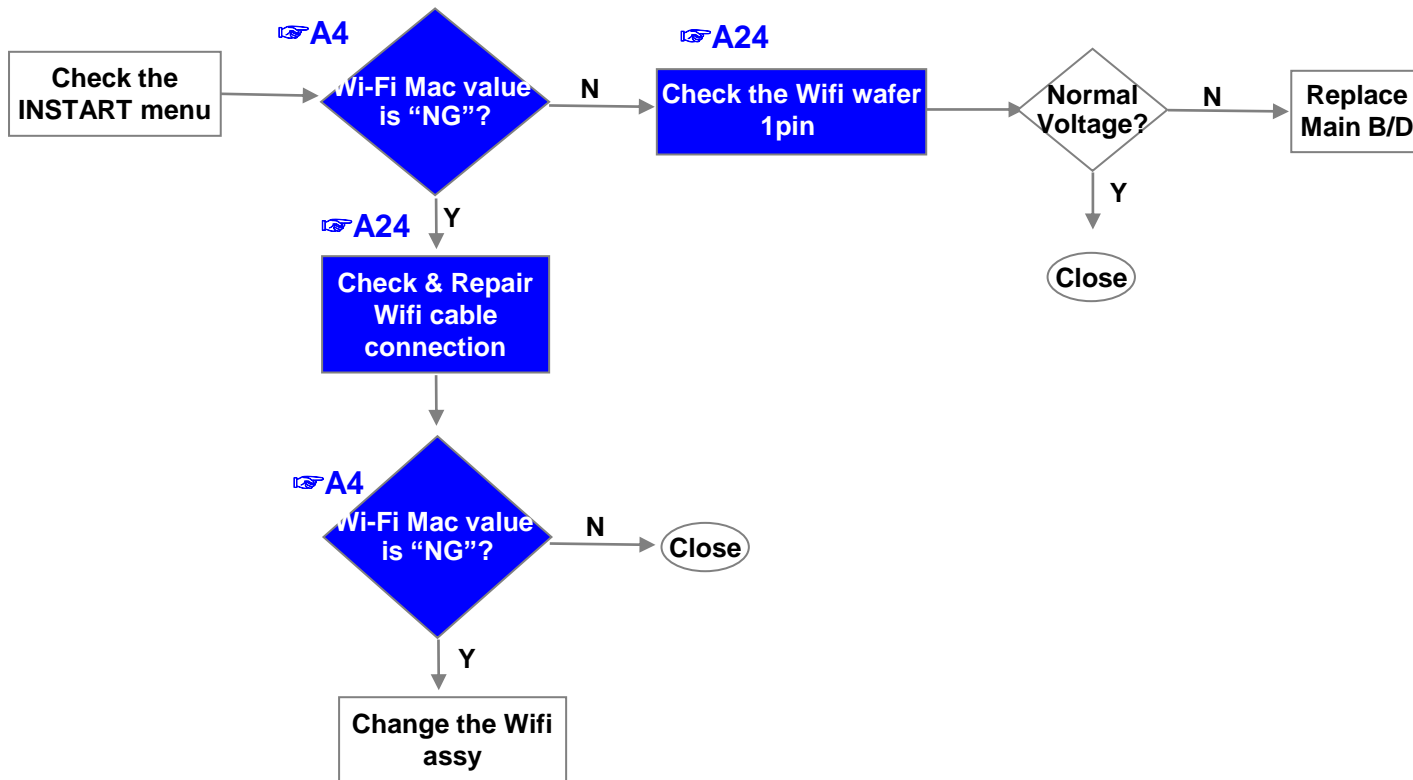 ☞A4
☞A24
Check the
INSTART menu
Wi-Fi Mac value
is “NG”?
N
Check the Wifi wafer
1pin
Normal
Voltage?
N
Replace
Main B/D
Y
☞A24
Y
Close
Check & Repair
Wifi cable
connection
☞A4
Wi-Fi Mac value
is “NG”?
N
Close
Y
Change the Wifi
assy